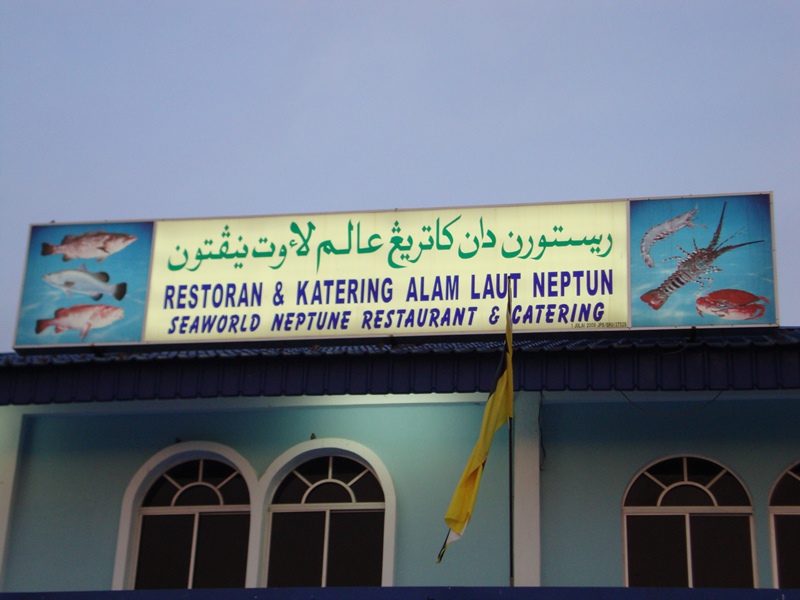 ريستورن دان كاتريڠ عالم لاءوت نيڤتون
RESTORAN & KATERING ALAM LAUT NEPTUN
SEAWORLD NEPTUNE RESTAURANT & CATERING